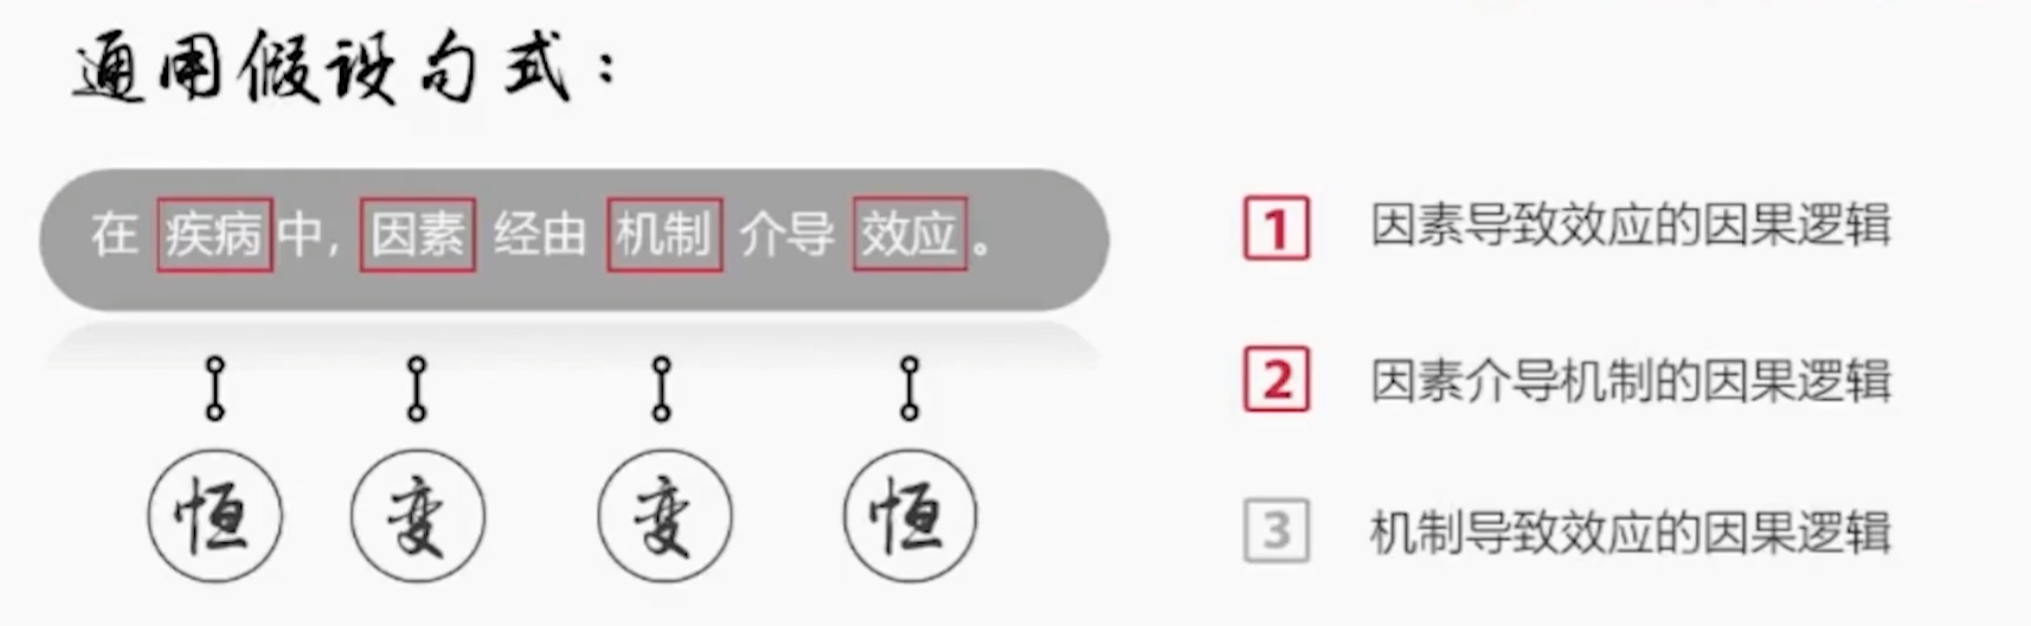 通用假设句式：
在 疾病 中，因素 经由 机制 介导 效应。
恒 变 变 恒
1 因素导致效应的因果逻辑
2 因素介导机制的因果逻辑
3 机制导致效应的因果逻辑